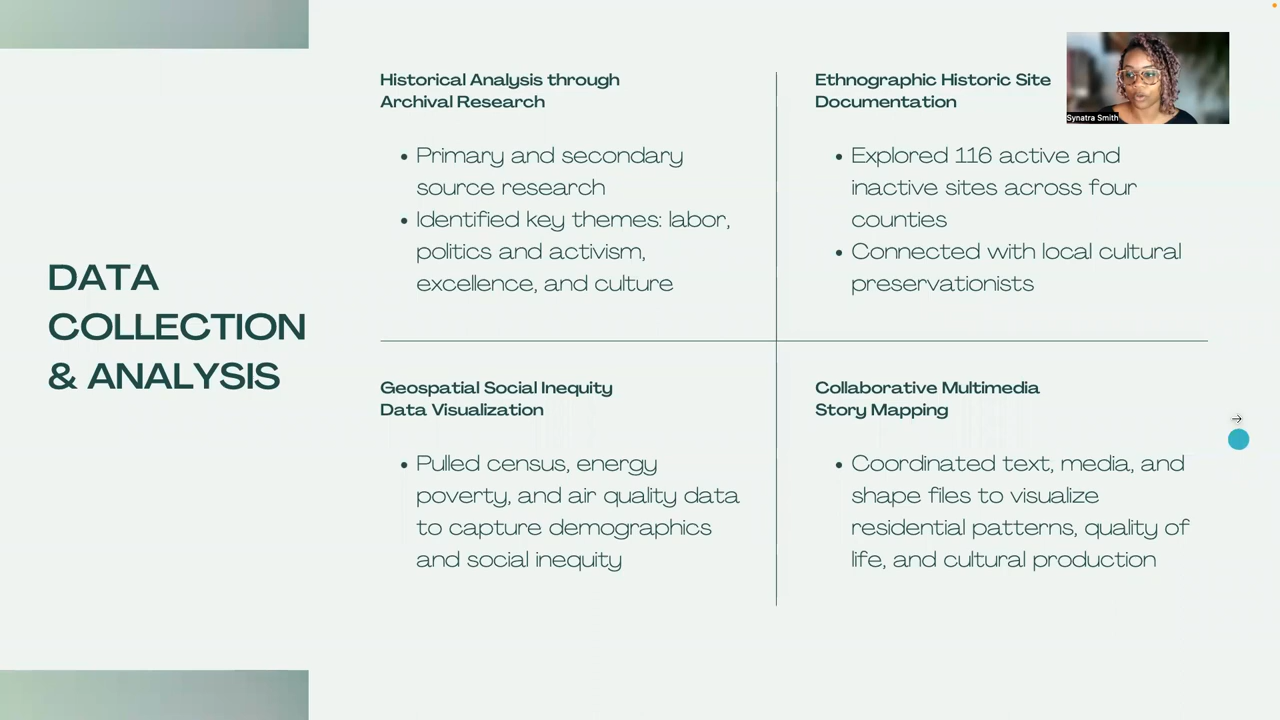 DATA
COLLECTION
& ANALYSIS
Historical Analysis through
Archival Research
• Primary and secondary
source research
• Identified key themes: labor,
politics and activism,
excellence, and culture
Ethnographic Historic Site
Documentation
• Explored 116 active and
inactive sites across four
counties
• Connected with local cultural
preservationists
Synatra Smith
Geospatial Social Inequity
Data Visualization
• Pulled census, energy
poverty, and air quality data
to capture demographics
and social inequity
Collaborative Multimedia
Story Mapping
• Coordinated text, media, and
shape files to visualize
residential patterns, quality of
life, and cultural production